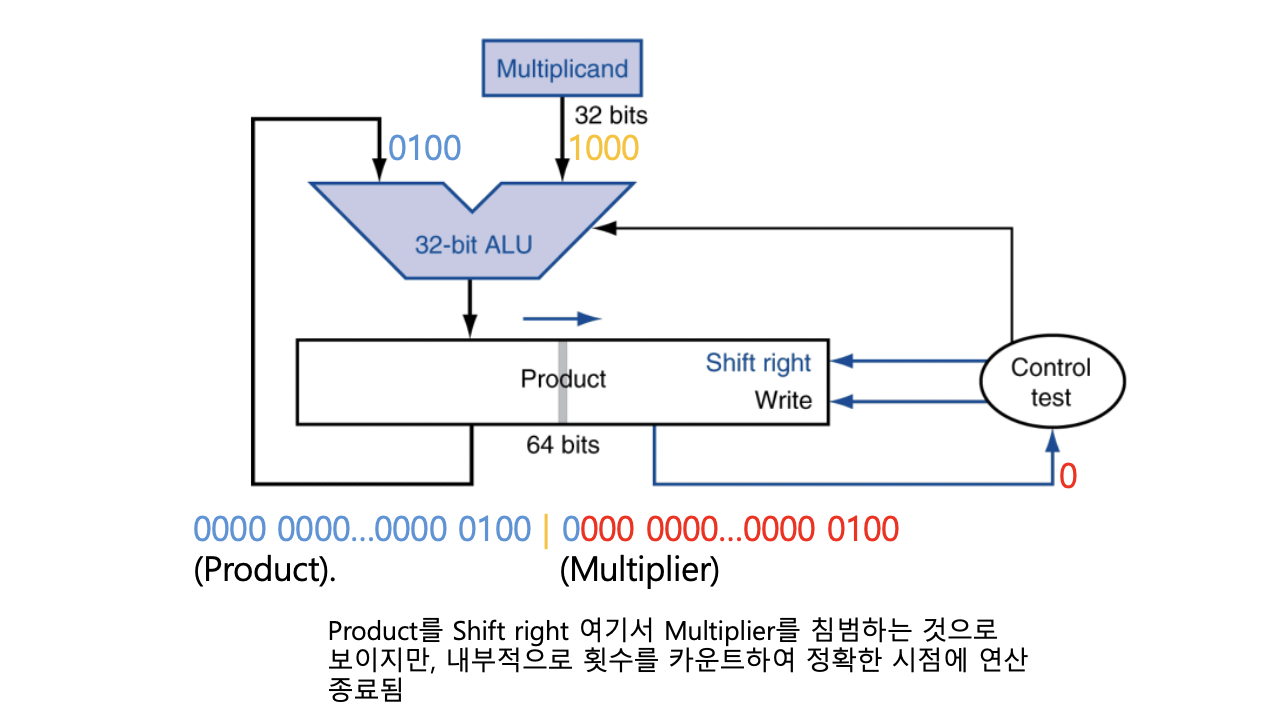 Multiplicand
32 bits
0100
1000
32-bit ALU
Product
Shift right
Write
Control
test
64 bits
0
0000 0000...0000 0100 | 0000 0000...0000 0100
(Product).
(Multiplier)
Product를 Shift right 여기서 Multiplier를 침범하는 것으로
보이지만, 내부적으로 횟수를 카운트하여 정확한 시점에 연산
종료됨